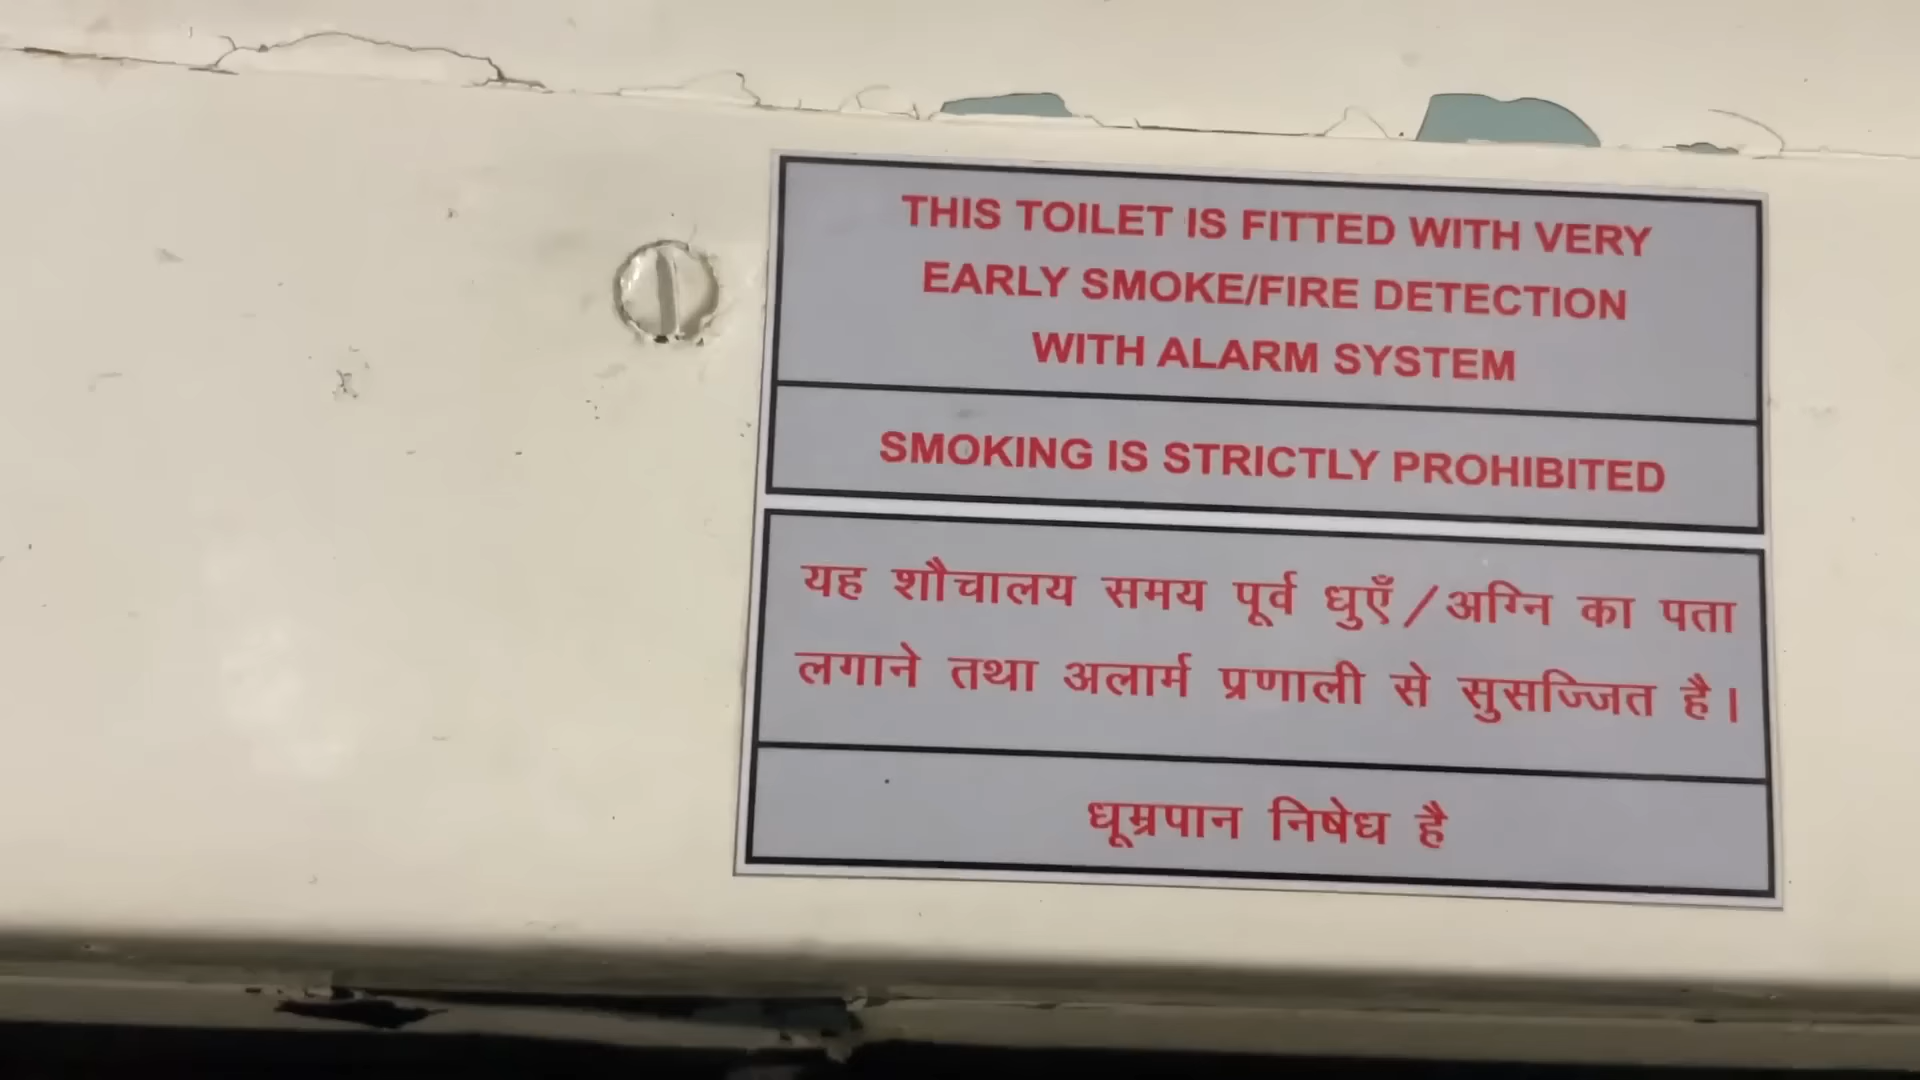 THIS TOILET IS FITTED WITH VERY
EARLY SMOKE/FIRE DETECTION
WITH ALARM SYSTEM
SMOKING IS STRICTLY PROHIBITED
यह शौचालय समय पूर्व धुएँ/अग्नि का पता
लगाने तथा अलार्म प्रणाली से सुसज्जित है।
धूम्रपान निषेध है